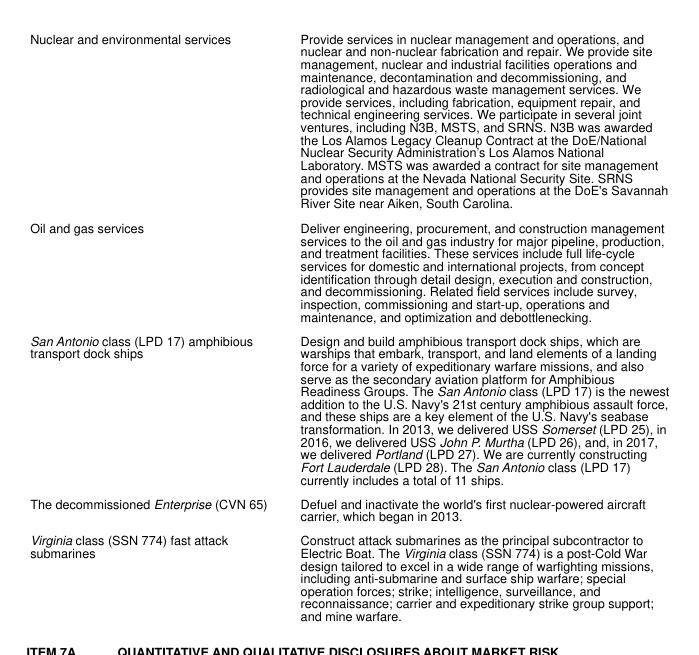 Nuclear and environmental services
Provide services in nuclear management and operations, and
nuclear and non-nuclear fabrication and repair. We provide site
management, nuclear and industrial facilities operations and
maintenance, decontamination and decommissioning, and
radiological and hazardous waste management services. We
provide services, including fabrication, equipment repair, and
technical engineering services. We participate in several joint
ventures, including N3B, MSTS, and SRNS. N3B was awarded
the Los Alamos Legacy Cleanup Contract at the DoE/National
Nuclear Security Administration's Los Alamos National
Laboratory. MSTS was awarded a contract for site management
and operations at the Nevada National Security Site. SRNS
provides site management and operations at the DoE's Savannah
River Site near Aiken, South Carolina.
Oil and gas services
Deliver engineering, procurement, and construction management
services to the oil and gas industry for major pipeline, production,
and treatment facilities. These services include full life-cycle
services for domestic and international projects, from concept
identification through detail design, execution and construction,
and decommissioning. Related field services include survey,
inspection, commissioning and start-up, operations and
maintenance, and optimization and debottlenecking.
San Antonio class (LPD 17) amphibious
transport dock ships
Design and build amphibious transport dock ships, which are
warships that embark, transport, and land elements of a landing
force for a variety of expeditionary warfare missions, and also
serve as the secondary aviation platform for Amphibious
Readiness Groups. The San Antonio class (LPD 17) is the newest
addition to the U.S. Navy's 21st century amphibious assault force,
and these ships are a key element of the U.S. Navy's seabase
transformation. In 2013, we delivered USS Somerset (LPD 25), in
2016, we delivered USS John P. Murtha (LPD 26), and, in 2017,
we delivered Portland (LPD 27). We are currently constructing
Fort Lauderdale (LPD 28). The San Antonio class (LPD 17)
currently includes a total of 11 ships.
The decommissioned Enterprise (CVN 65)
Defuel and inactivate the world's first nuclear-powered aircraft
carrier, which began in 2013.
Virginia class (SSN 774) fast attack
submarines
Construct attack submarines as the principal subcontractor to
Electric Boat. The Virginia class (SSN 774) is a post-Cold War
design tailored to excel in a wide range of warfighting missions,
including anti-submarine and surface ship warfare; special
operation forces; strike; intelligence, surveillance, and
reconnaissance; carrier and expeditionary strike group support;
and mine warfare.
ITEM 7A. QUANTITATIVE AND QUALITATIVE DISCLOSURES ABOUT MARKET RISK